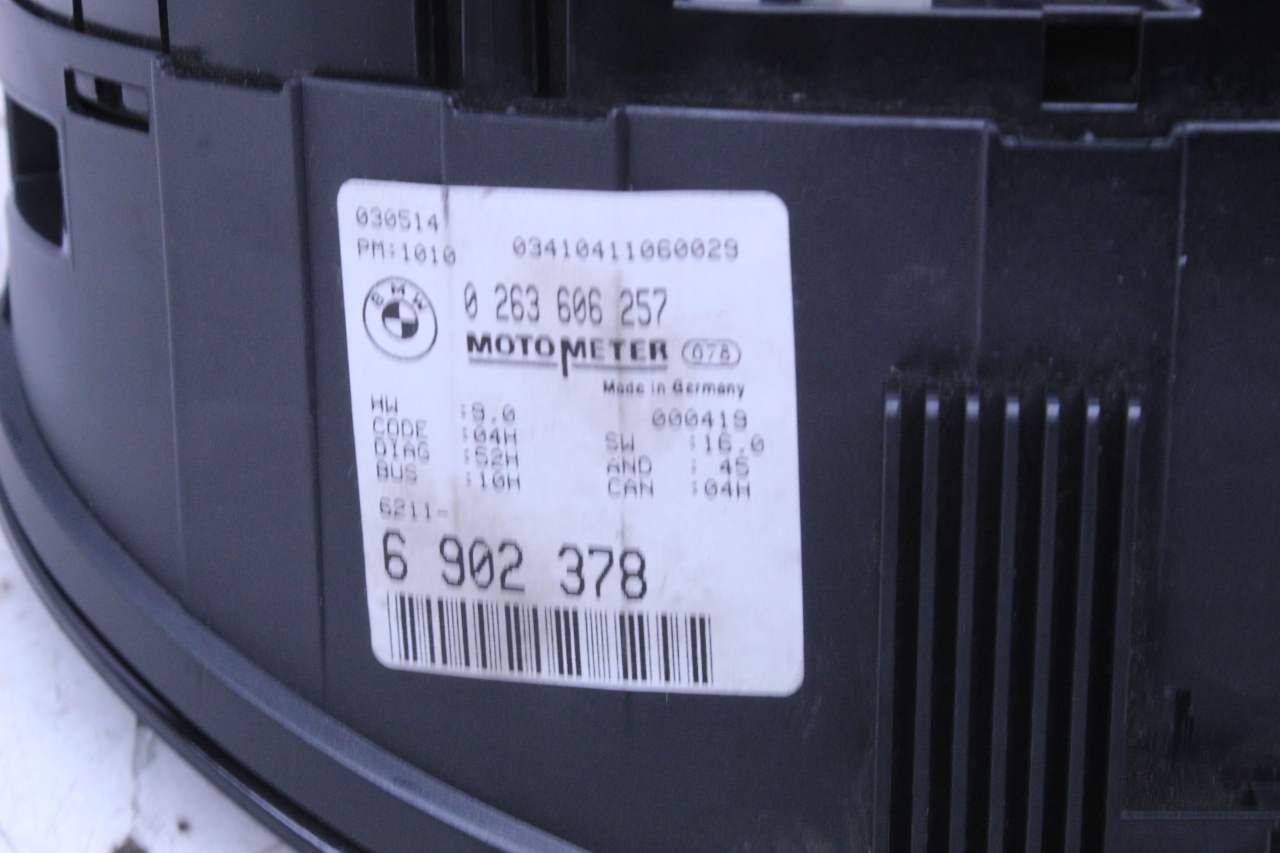 030514
PM:1010 03410411060029
BMW 0 263 606 257
MOTOMETER 078
Made in Germany
HW :9.0 000419
CODE :04H SW :16.0
DIAG :52H AND : 45
BUS :10H CAN :04H
6211-
6 902 378